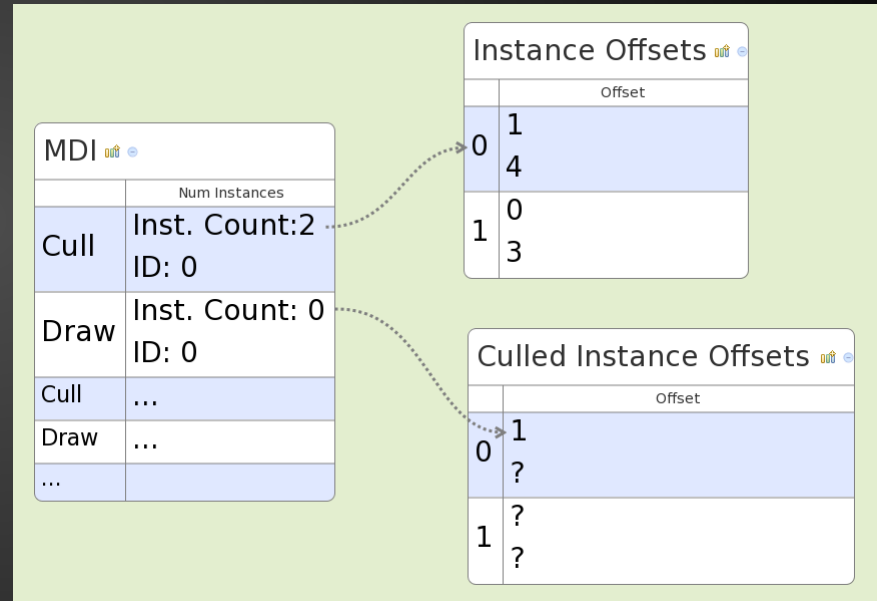 MDI
Num Instances
Cull
Inst. Count:2
ID: 0
Draw
Inst. Count: 0
ID: 0
Cull
...
Draw
...
...
Instance Offsets
Offset
0
1
4
1
0
3
Culled Instance Offsets
Offset
0
1
?
1
?
?